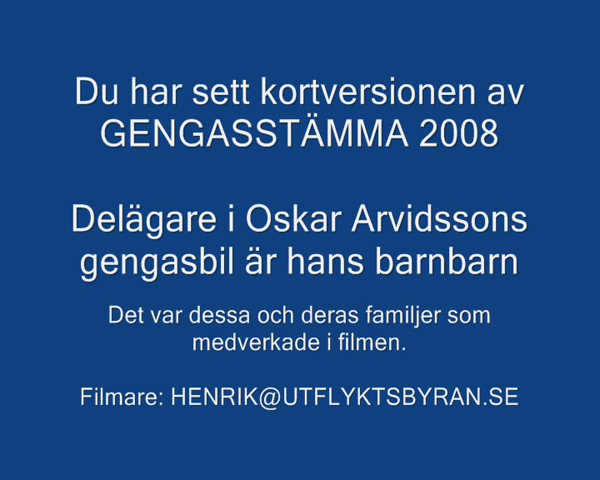 Du har sett kortversionen av
GENGASSTÄMMA 2008
Delägare i Oskar Arvidssons
gengasbil är hans barnbarn
Det var dessa och deras familjer som
medverkade i filmen.
Filmare: HENRIK@UTFLYKTSBYRAN.SE